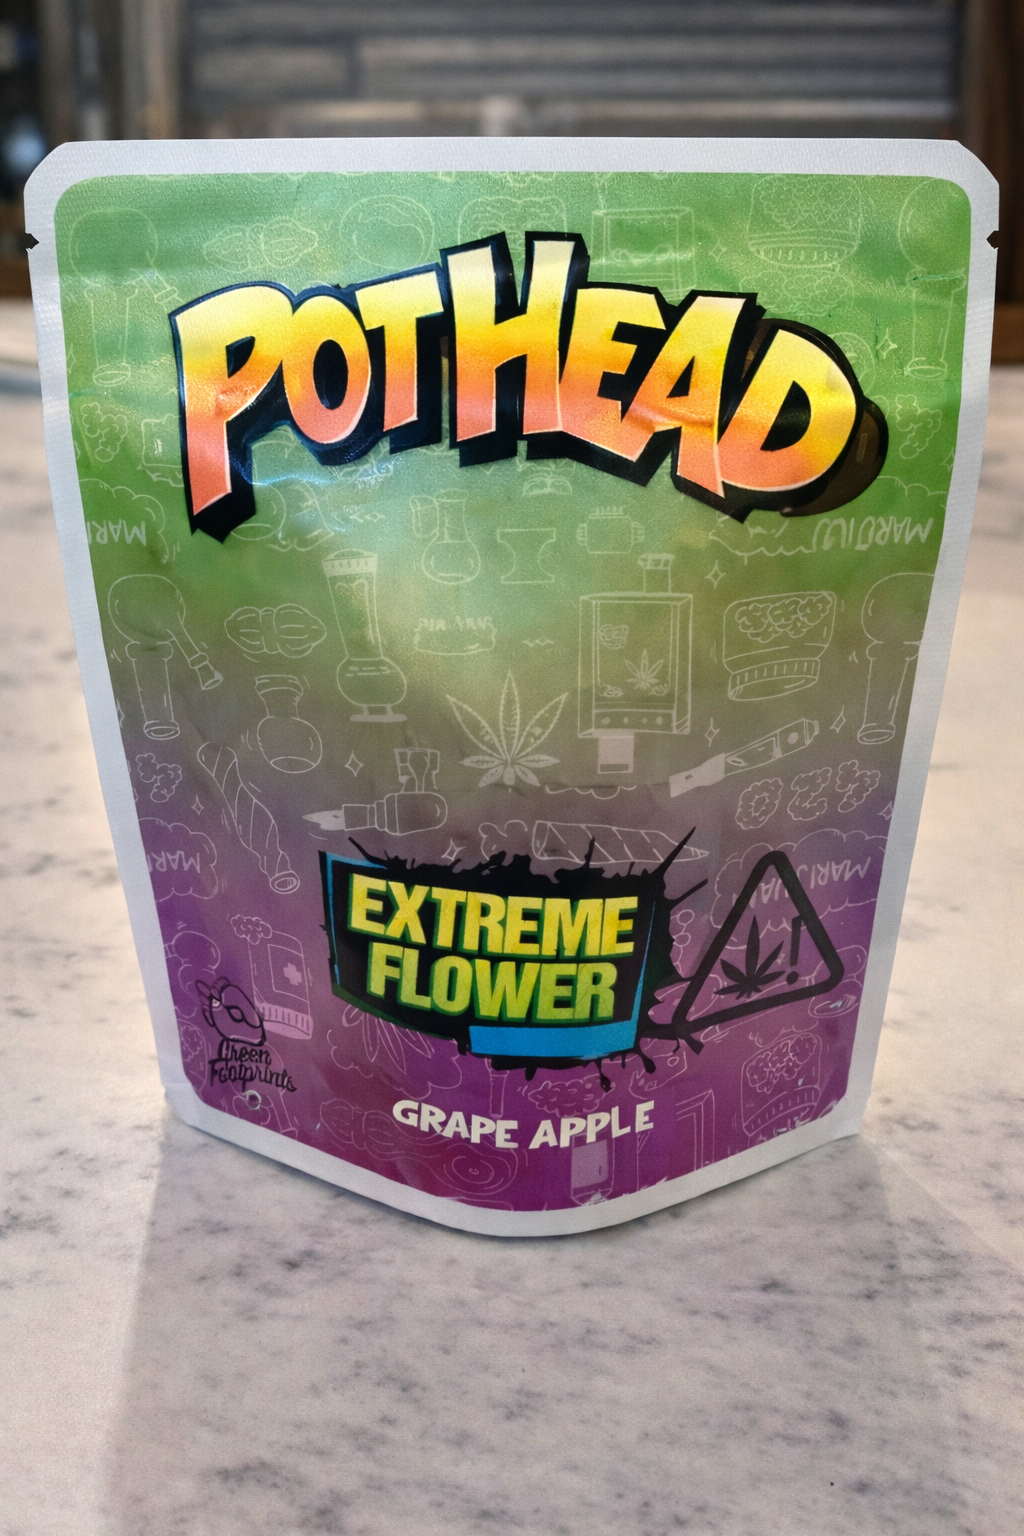 POTHEAD
EXTREME
FLOWER
Green
Footprints
GRAPE APPLE